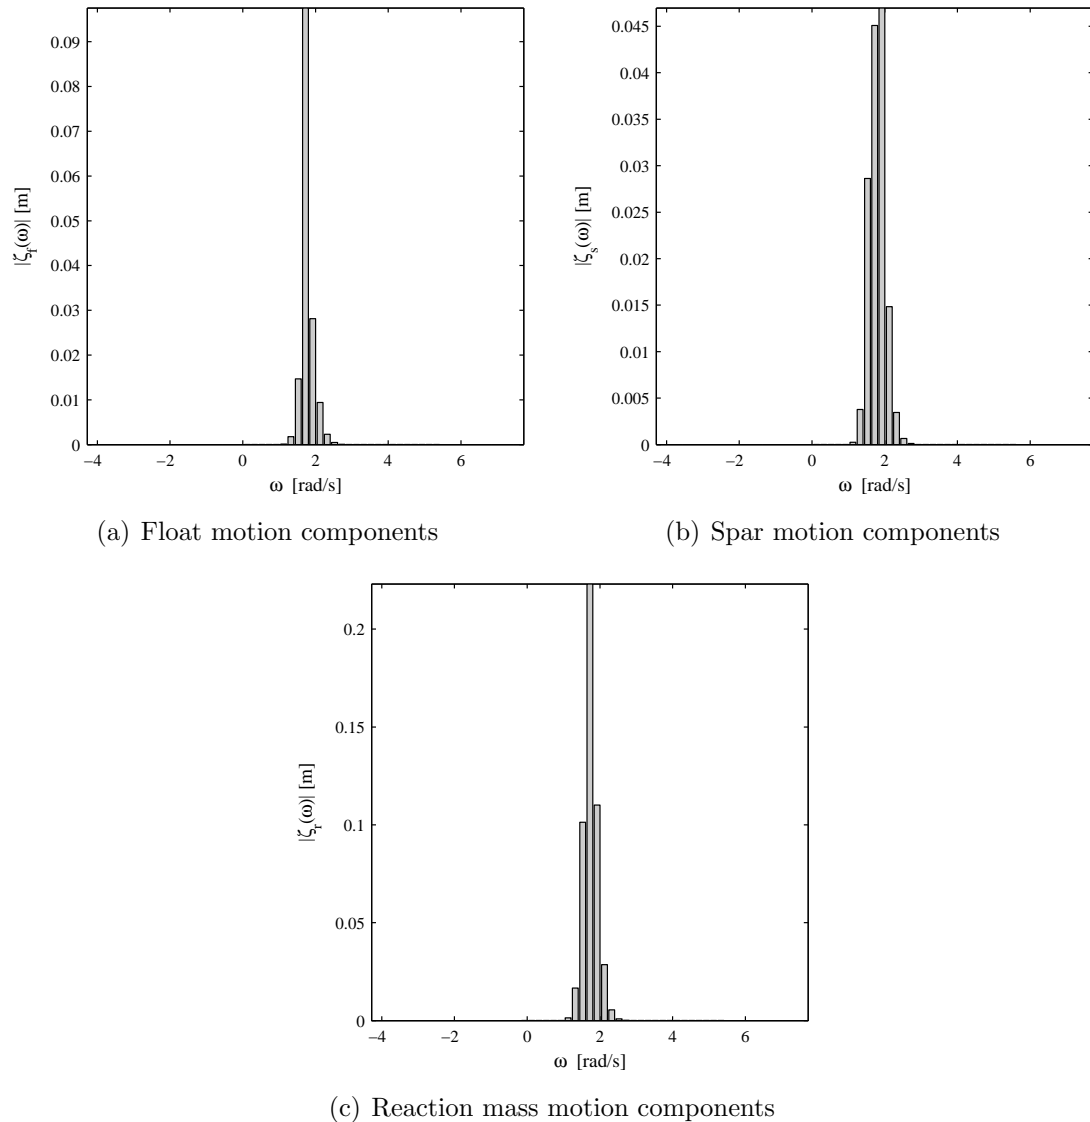 0.09
0.08
0.07
0.06
0.05
0.04
0.03
0.02
0.01
0
−4 −2 0 2 4 6
|ζf(ω)| [m]
ω [rad/s]
(a) Float motion components
0.045
0.04
0.035
0.03
0.025
0.02
0.015
0.01
0.005
0
−4 −2 0 2 4 6
|ζs(ω)| [m]
ω [rad/s]
(b) Spar motion components
0.2
0.15
0.1
0.05
0
−4 −2 0 2 4 6
|ζr(ω)| [m]
ω [rad/s]
(c) Reaction mass motion components